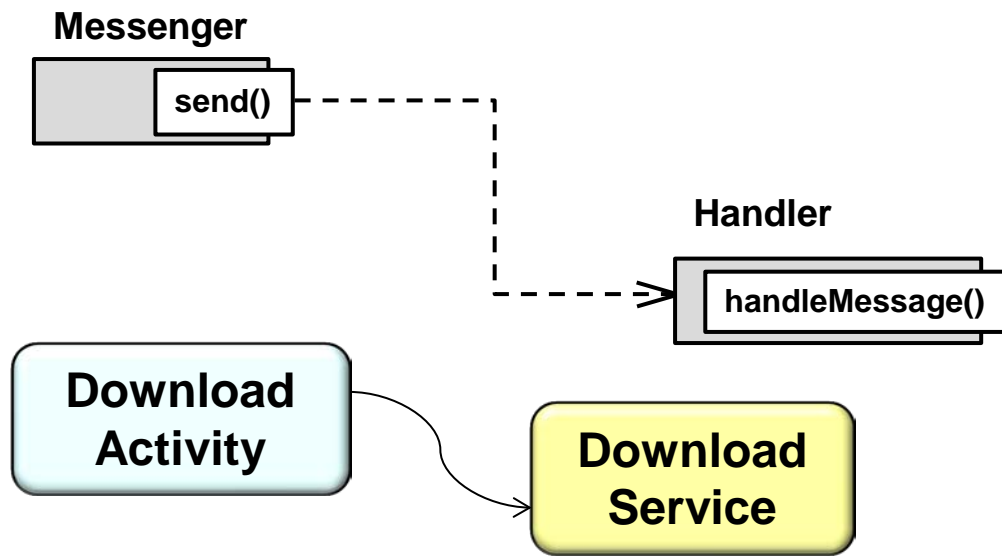 Messenger
send()
Handler
handleMessage()
Download
Activity
Download
Service